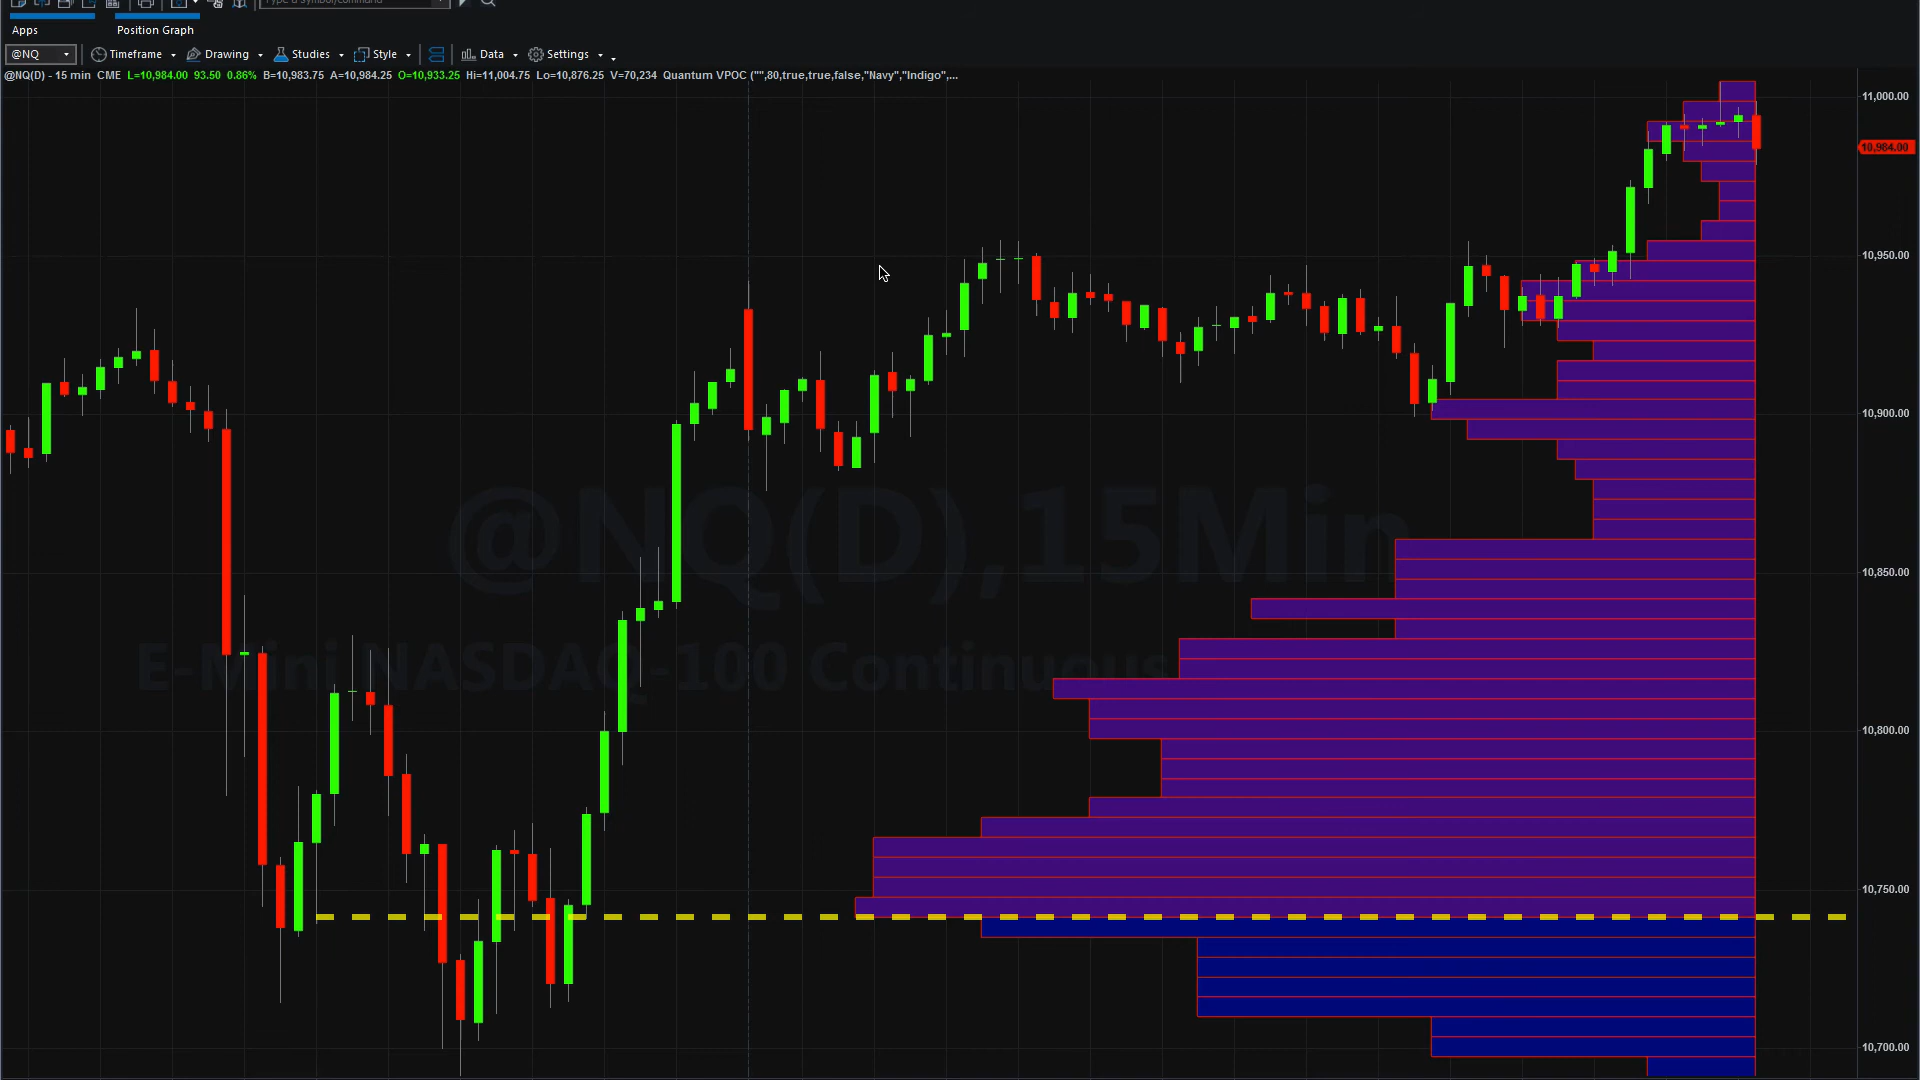 Type a symbol/command
Apps
Position Graph
@NQ
Timeframe
Drawing
Studies
Style
Data
Settings
@NQ(D) - 15 min CME L=10,984.00 93.50 0.86% B=10,983.75 A=10,984.25 O=10,933.25 Hi=11,004.75 Lo=10,876.25 V=70,234 Quantum VPOC ("",80,true,true,false,"Navy","Indigo",...
11,000.00
10,984.00
10,950.00
10,900.00
@NQ(D),15Min
10,850.00
E-Mini NASDAQ-100 Continuous
10,800.00
10,750.00
10,700.00